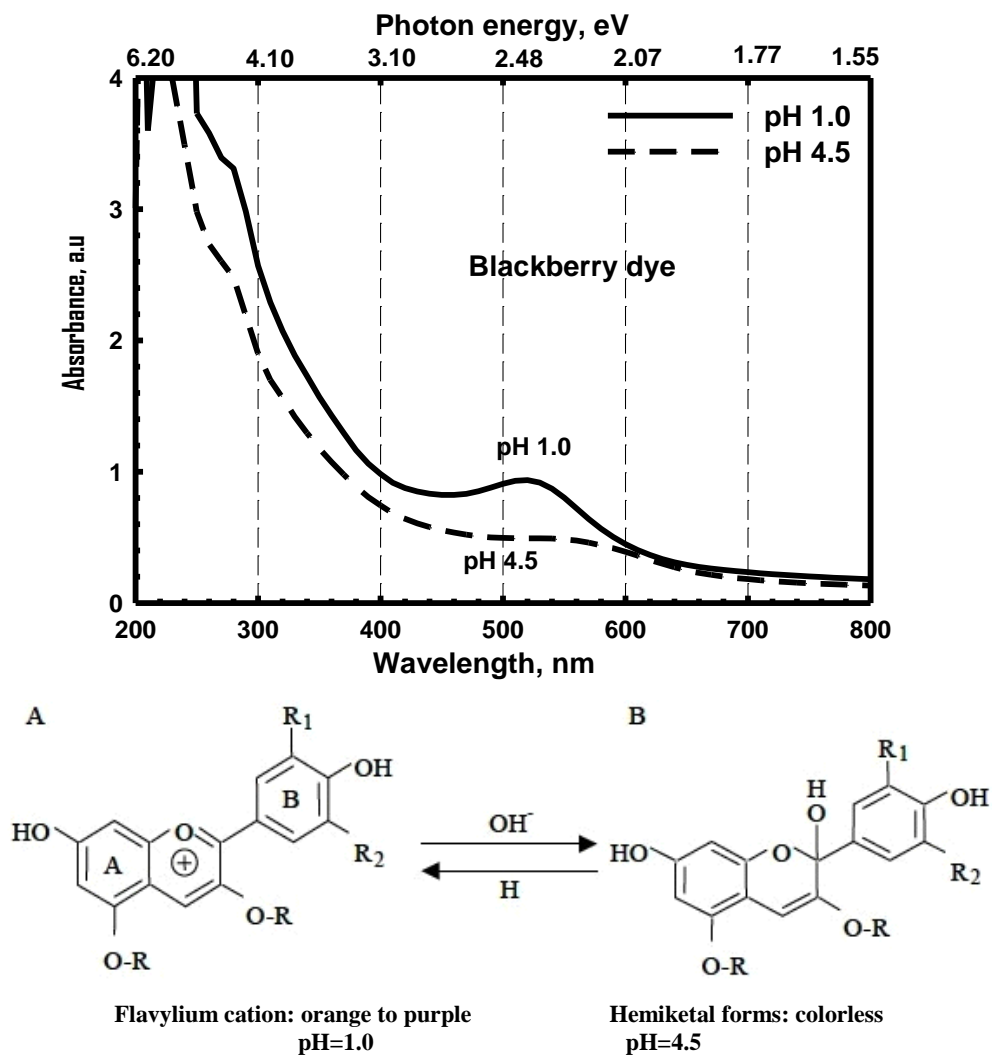 Photon energy, eV
6.20 4.10 3.10 2.48 2.07 1.77 1.55
4
3
2
1
0
Absorbance, a.u
pH 1.0
pH 4.5
Blackberry dye
pH 1.0
pH 4.5
200 300 400 500 600 700 800
Wavelength, nm
A
R1
OH
B
HO
O
A
+
R2
O-R
O-R
OH-
H
B
R1
H
O
OH
HO
O
R2
O-R
O-R
Flavylium cation: orange to purple
pH=1.0
Hemiketal forms: colorless
pH=4.5